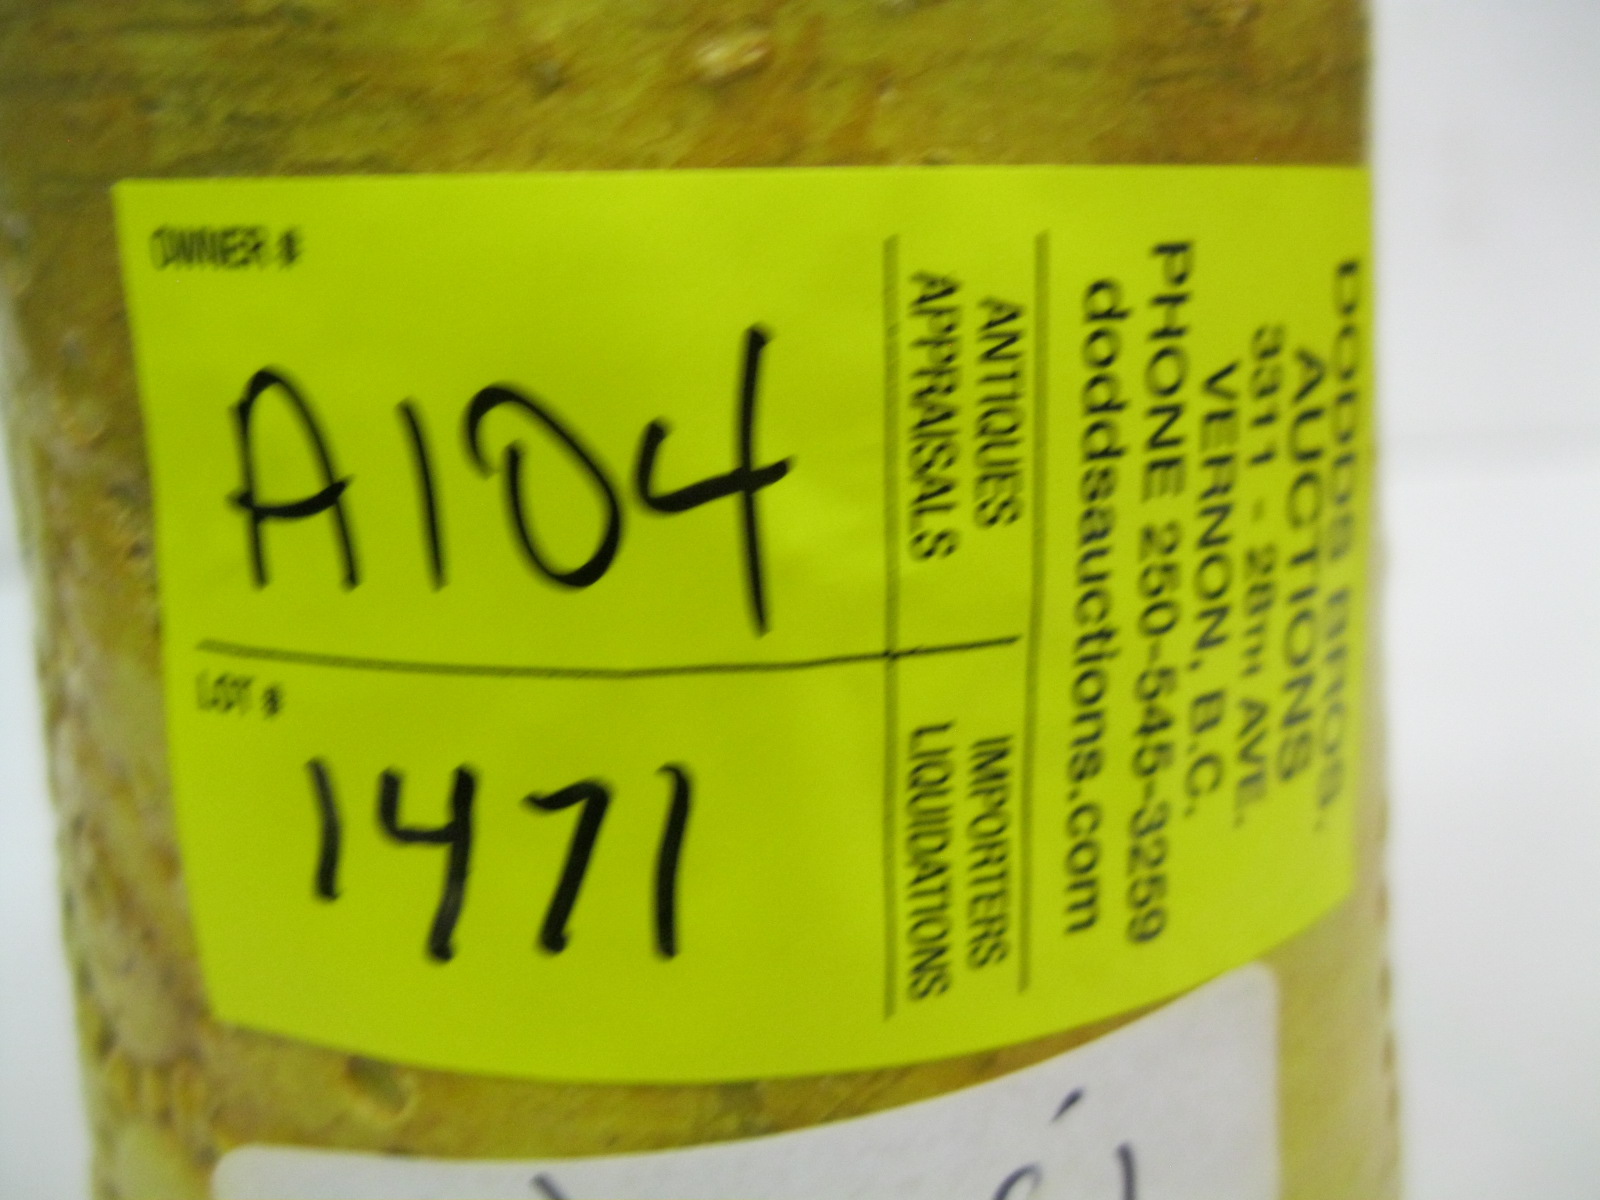 OWNER #
A104
LOT #
1471
ANTIQUES
APPRAISALS
IMPORTERS
LIQUIDATIONS
DODDS BROS.
AUCTIONS
3311 - 28TH AVE.
VERNON, B.C.
PHONE 250-545-3259
doddsauctions.com